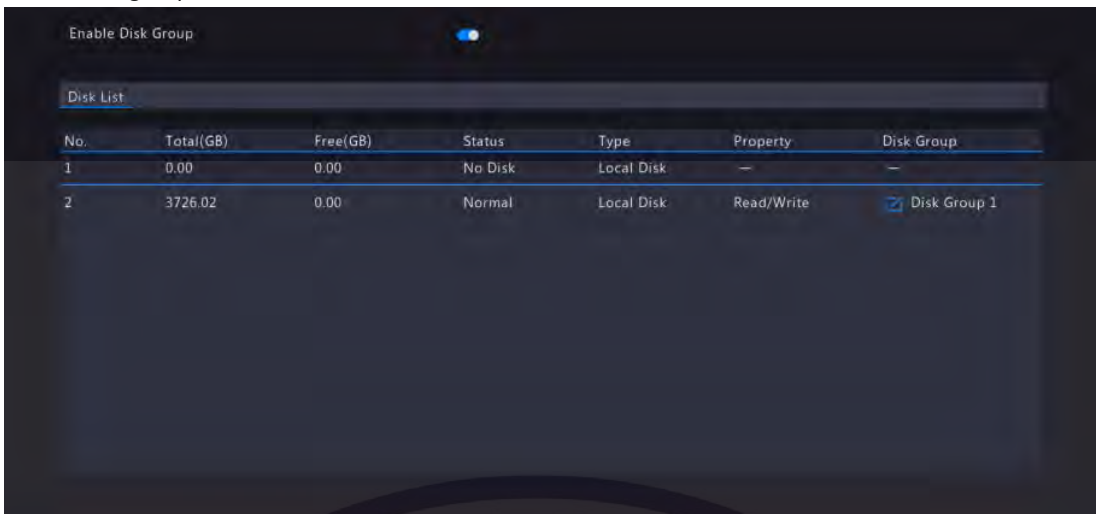 Enable Disk Group
Disk List
No. Total(GB) Free(GB) Status Type Property Disk Group
1 0.00 0.00 No Disk Local Disk — —
2 3726.02 0.00 Normal Local Disk Read/Write Disk Group 1